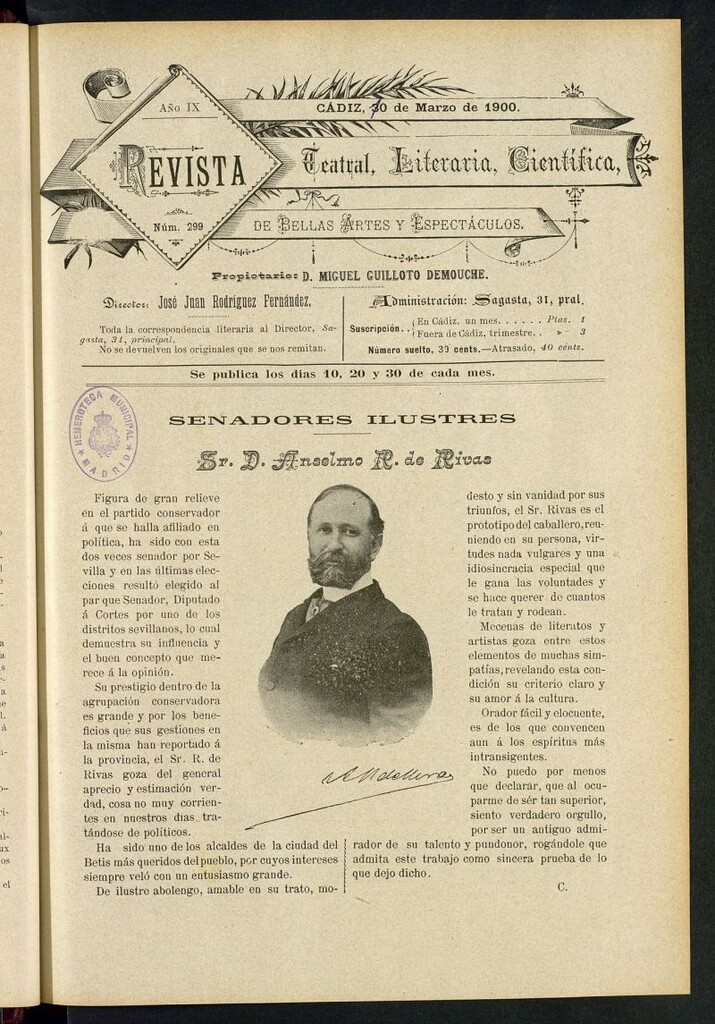 Año IX
CÁDIZ, 30 de Marzo de 1900.
REVISTA Teatral, Literaria, Científica,
Núm. 299
DE BELLAS ARTES Y ESPECTÁCULOS.
Propietario: D. MIGUEL GUILLOTO DEMOUCHE.
Director: José Juan Rodríguez Fernández.
Toda la correspondencia literaria al Director, Sa-
gasta, 31, principal.
No se devuelven los originales que se nos remitan.
Administración: Sagasta, 31, pral.
Suscripción..
En Cádiz, un mes. . . . . . Ptas. 1
Fuera de Cádiz, trimestre. . » 3
Número suelto, 30 cents.—Atrasado, 40 cents.
Se publica los días 10, 20 y 30 de cada mes.
HEMEROTECA MUNICIPAL
MADRID
SENADORES ILUSTRES
Sr. D. Anselmo R. de Rivas
Figura de gran relieve
en el partido conservador
á que se halla afiliado en
política, ha sido con esta
dos veces senador por Se-
villa y en las últimas elec-
ciones resultó elegido al
par que Senador, Diputado
á Cortes por uno de los
distritos sevillanos, lo cual
demuestra su influencia y
el buen concepto que me-
rece á la opinión.
Su prestigio dentro de la
agrupación conservadora
es grande y por los bene-
ficios que sus gestiones en
la misma han reportado á
la provincia, el Sr. R. de
Rivas goza del general
aprecio y estimación ver-
dad, cosa no muy corrien-
tes en nuestros dias, tra-
tándose de políticos.
Ha sido uno de los alcaldes de la ciudad del
Betis más queridos del pueblo, por cuyos intereses
siempre veló con un entusiasmo grande.
De ilustre abolengo, amable en su trato, mo-
desto y sin vanidad por sus
triunfos, el Sr. Rivas es el
prototipo del caballero, reu-
niendo en su persona, vir-
tudes nada vulgares y una
idiosincracia especial que
le gana las voluntades y
se hace querer de cuantos
le tratan y rodean.
Mecenas de literatos y
artistas goza entre estos
elementos de muchas sim-
patías, revelando esta con-
dición su criterio claro y
su amor á la cultura.
Orador fácil y elocuente,
es de los que convencen
aun á los espíritus más
intransigentes.
No puedo por menos
que declarar, que al ocu-
parme de sér tan superior,
siento verdadero orgullo,
por ser un antiguo admi-
rador de su talento y pundonor, rogándole que
admita este trabajo como sincera prueba de lo
que dejo dicho.
C.